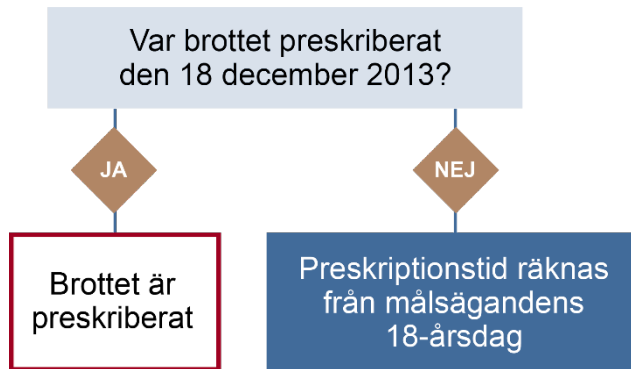 Var brottet preskriberat
den 18 december 2013?
JA
NEJ
Brottet är
preskriberat
Preskriptionstid räknas
från målsägandens
18-årsdag